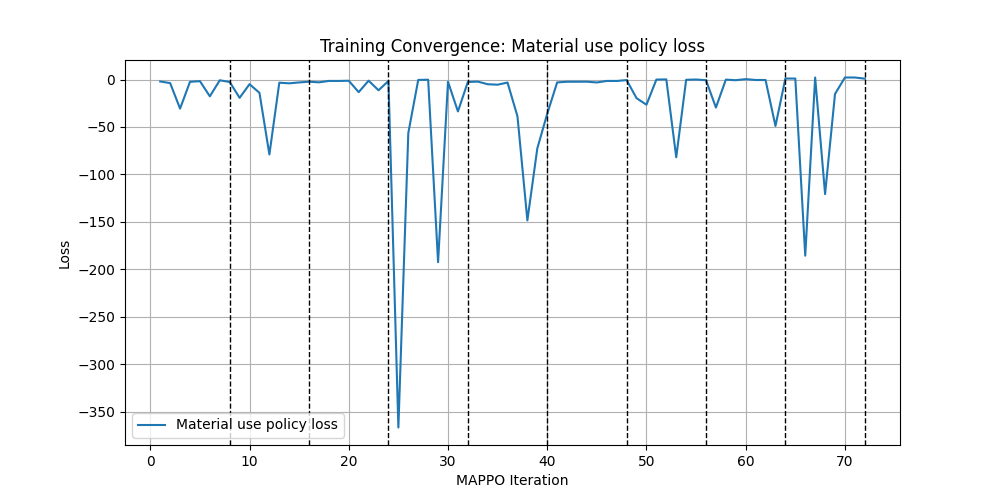 Training Convergence: Material use policy loss
0
−50
−100
−150
−200
−250
−300
−350
Loss
Material use policy loss
0 10 20 30 40 50 60 70
MAPPO Iteration